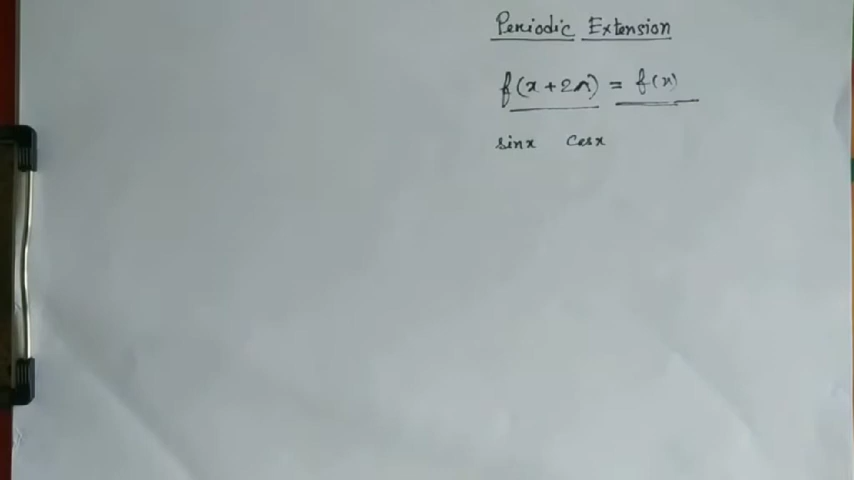 Periodic Extension
f(x+2π) = f(x)
sinx cosx